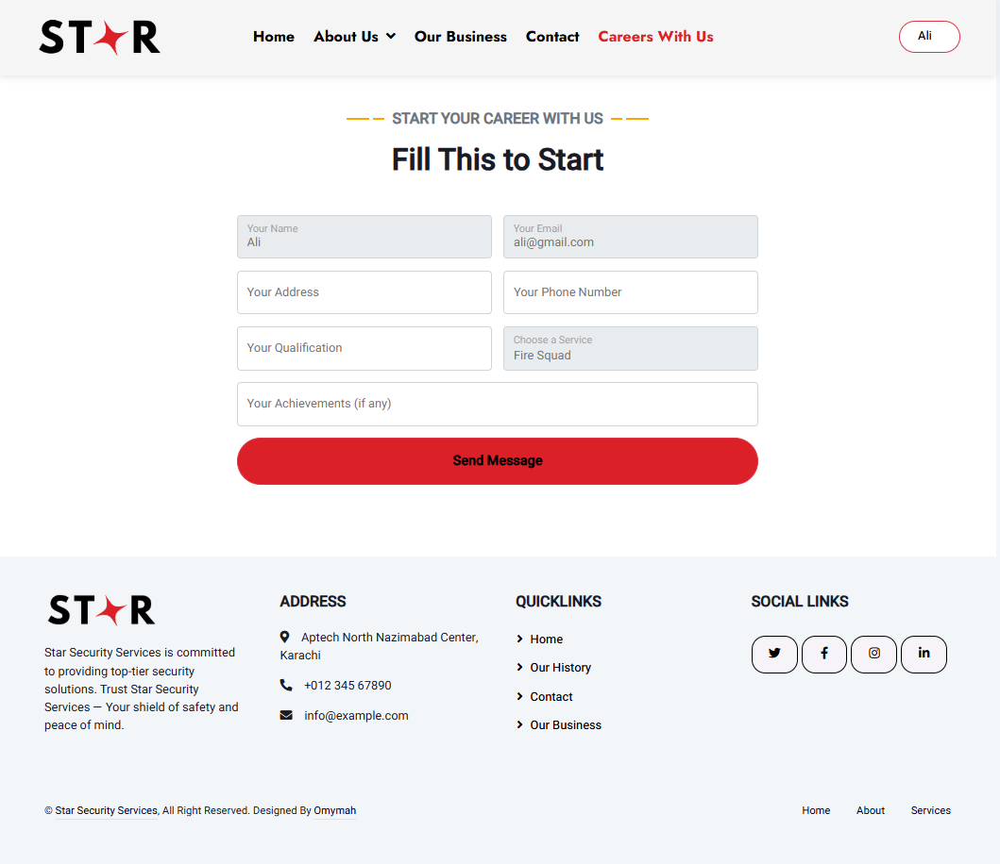 STAR
Home About Us Our Business Contact Careers With Us Ali
START YOUR CAREER WITH US
Fill This to Start
Your Name
Ali
Your Email
ali@gmail.com
Your Address
Your Phone Number
Your Qualification
Choose a Service
Fire Squad
Your Achievements (if any)
Send Message
STAR
Star Security Services is committed
to providing top-tier security
solutions. Trust Star Security
Services — Your shield of safety and
peace of mind.
ADDRESS
Aptech North Nazimabad Center,
Karachi
+012 345 67890
info@example.com
QUICKLINKS
Home
Our History
Contact
Our Business
SOCIAL LINKS
© Star Security Services, All Right Reserved. Designed By Omymah
Home About Services